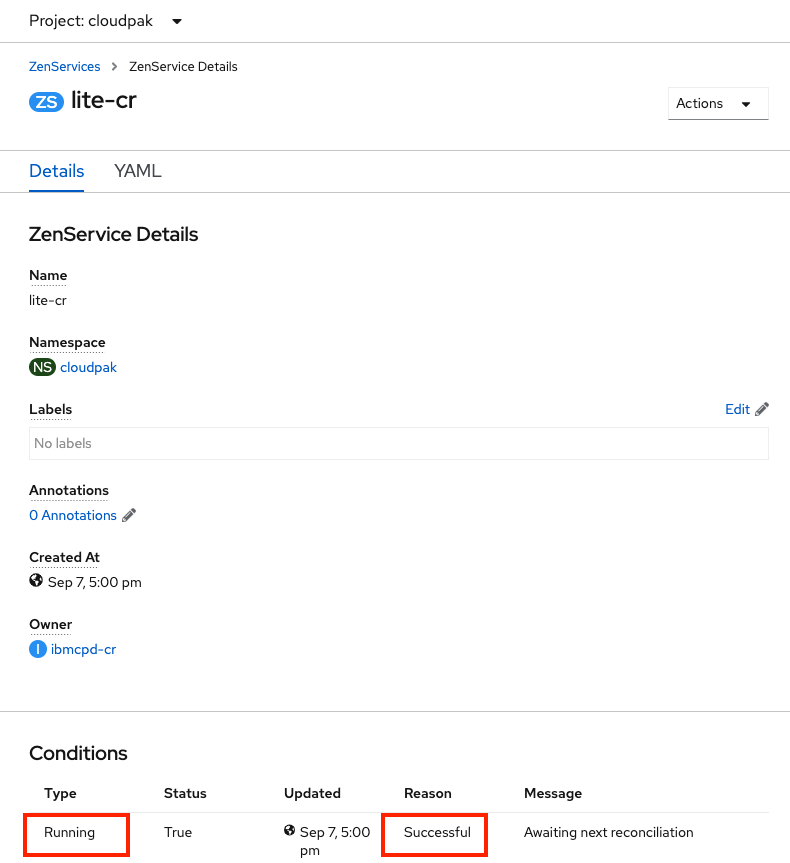 Project: cloudpak
ZenServices > ZenService Details
ZS lite-cr
Actions
Details YAML
ZenService Details
Name
lite-cr
Namespace
NS cloudpak
Labels
Edit
No labels
Annotations
0 Annotations
Created At
Sep 7, 5:00 pm
Owner
I ibmcpd-cr
Conditions
Type Status Updated Reason Message
Running True Sep 7, 5:00 Successful Awaiting next reconciliation
pm